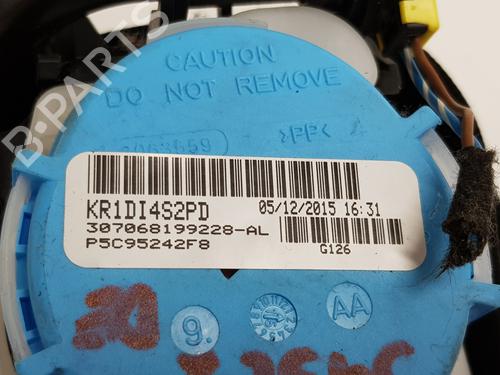 CAUTION
DO NOT REMOVE
>PP<
KR1DI4S2PD 05/12/2015 16:31
307068199228-AL
P5C95242F8
G126
9.
AA
B-PARTS